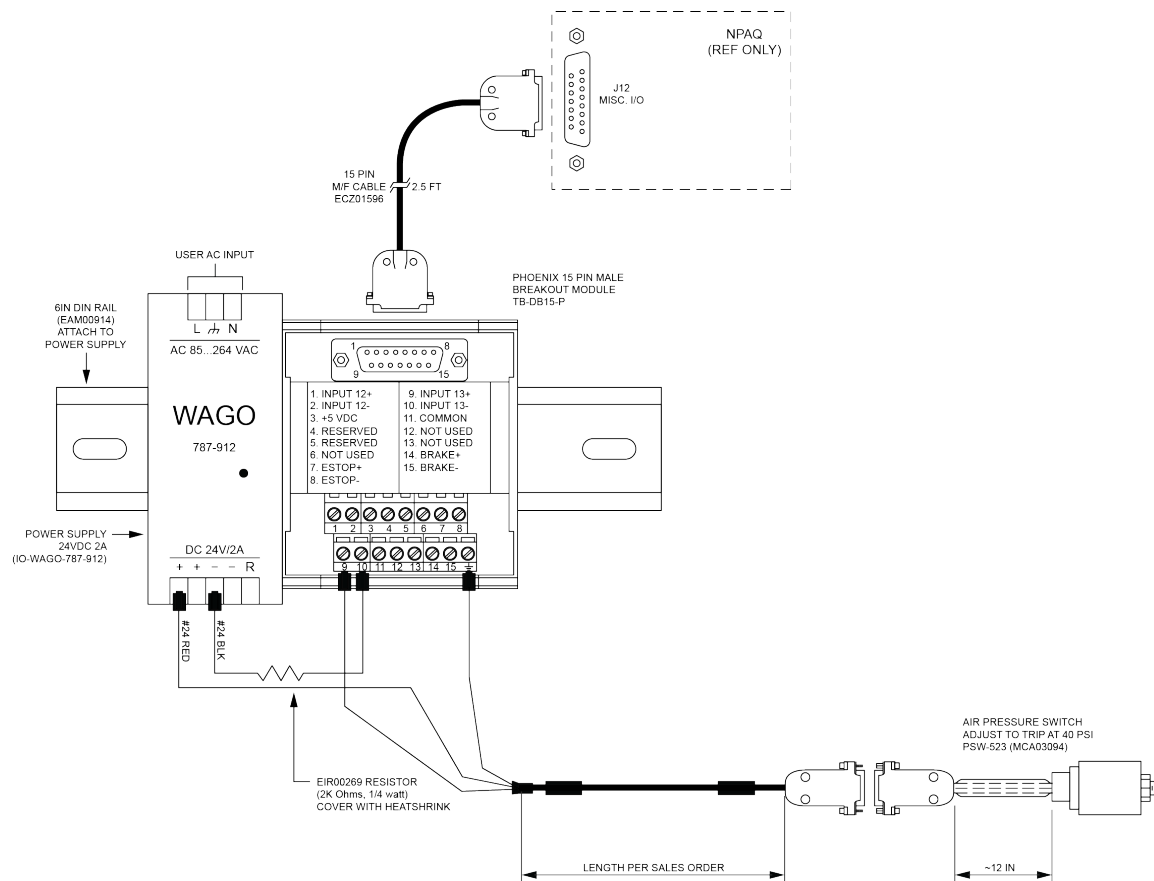 NPAQ
(REF ONLY)
J12
MISC. I/O
15 PIN
M/F CABLE
ECZ01596
2.5 FT
USER AC INPUT
PHOENIX 15 PIN MALE
BREAKOUT MODULE
TB-DB15-P
6IN DIN RAIL
(EAM00914)
ATTACH TO
POWER SUPPLY
L N
AC 85...264 VAC
1 8
9 15
WAGO
787-912
1. INPUT 12+
2. INPUT 12-
3. +5 VDC
4. RESERVED
5. RESERVED
6. NOT USED
7. ESTOP+
8. ESTOP-
9. INPUT 13+
10. INPUT 13-
11. COMMON
12. NOT USED
13. NOT USED
14. BRAKE+
15. BRAKE-
1 2 3 4 5 6 7 8
POWER SUPPLY
24VDC 2A
(IO-WAGO-787-912)
DC 24V/2A
+ + − − R
9 10 11 12 13 14 15
#24 RED
#24 BLK
AIR PRESSURE SWITCH
ADJUST TO TRIP AT 40 PSI
PSW-523 (MCA03094)
EIR00269 RESISTOR
(2K Ohms, 1/4 watt)
COVER WITH HEATSHRINK
LENGTH PER SALES ORDER
~12 IN